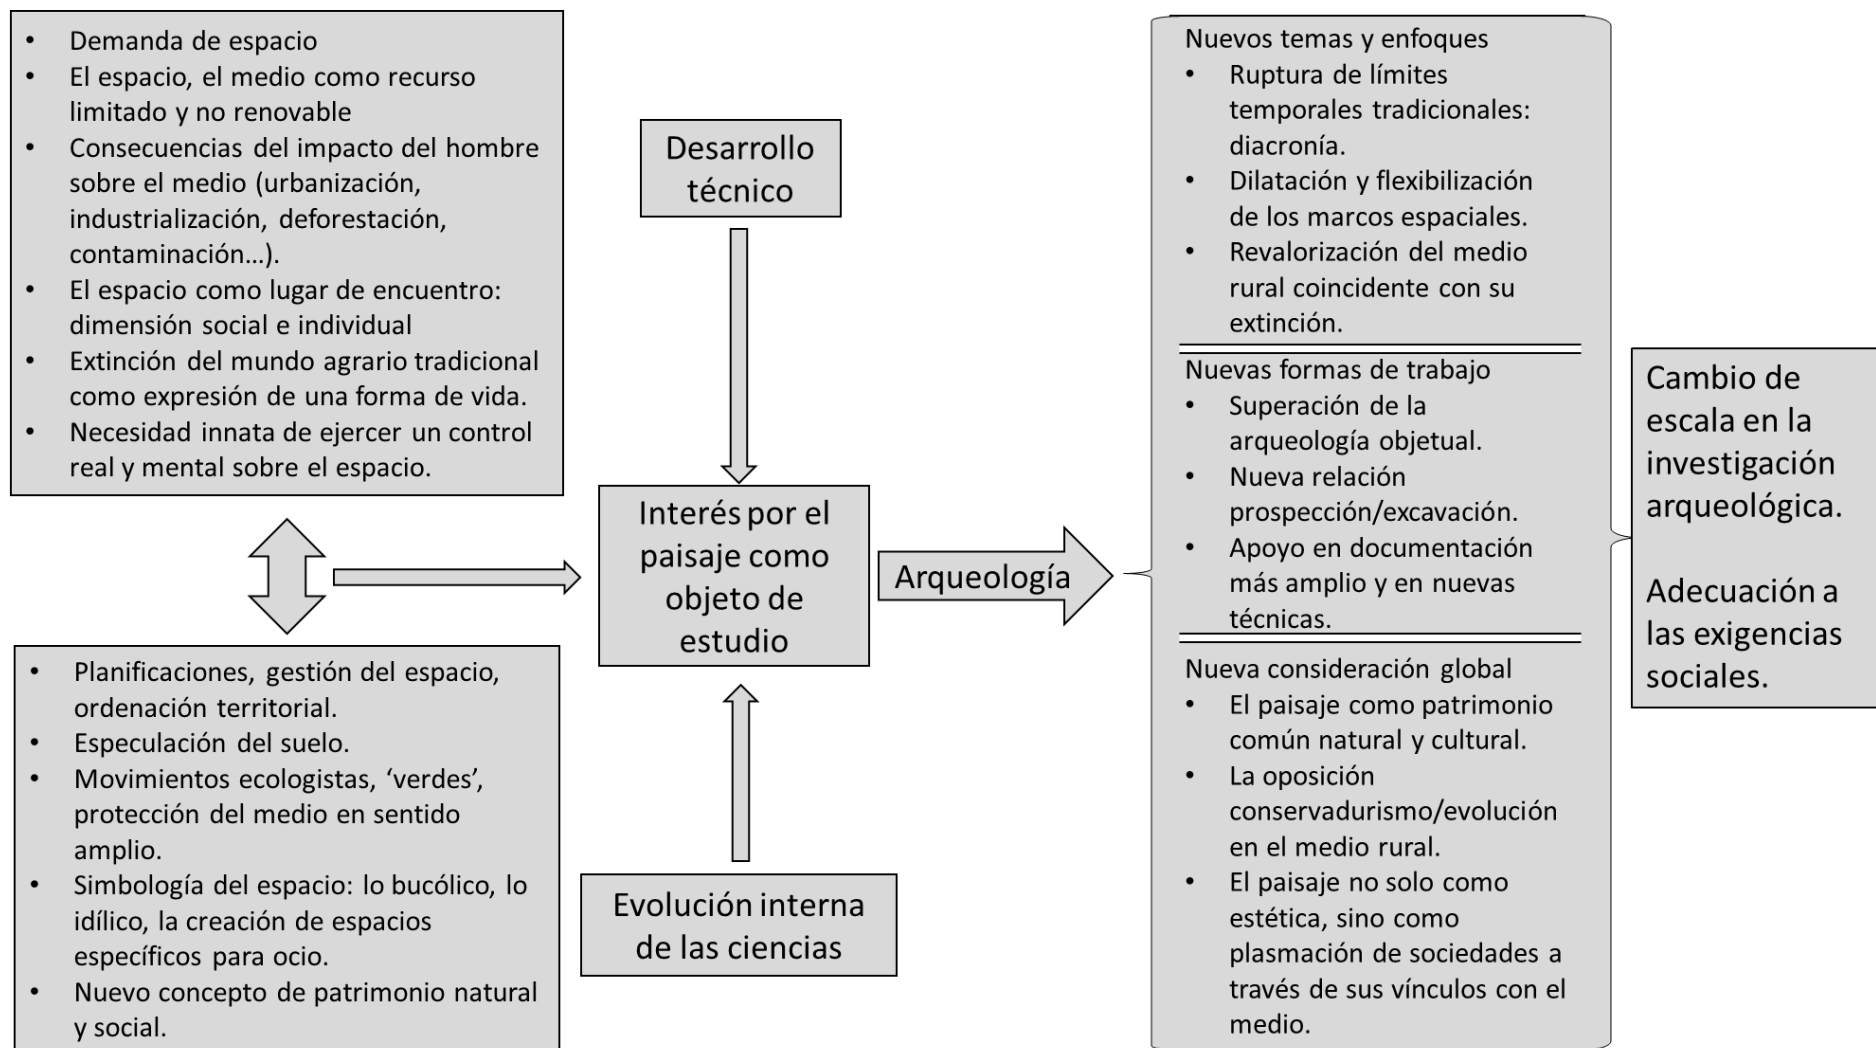 • Demanda de espacio
• El espacio, el medio como recurso
limitado y no renovable
• Consecuencias del impacto del hombre
sobre el medio (urbanización,
industrialización, deforestación,
contaminación…).
• El espacio como lugar de encuentro:
dimensión social e individual
• Extinción del mundo agrario tradicional
como expresión de una forma de vida.
• Necesidad innata de ejercer un control
real y mental sobre el espacio.
• Planificaciones, gestión del espacio,
ordenación territorial.
• Especulación del suelo.
• Movimientos ecologistas, ‘verdes’,
protección del medio en sentido
amplio.
• Simbología del espacio: lo bucólico, lo
idílico, la creación de espacios
específicos para ocio.
• Nuevo concepto de patrimonio natural
y social.
Desarrollo
técnico
Interés por el
paisaje como
objeto de
estudio
Evolución interna
de las ciencias
Arqueología
Nuevos temas y enfoques
• Ruptura de límites
temporales tradicionales:
diacronía.
• Dilatación y flexibilización
de los marcos espaciales.
• Revalorización del medio
rural coincidente con su
extinción.
Nuevas formas de trabajo
• Superación de la
arqueología objetual.
• Nueva relación
prospección/excavación.
• Apoyo en documentación
más amplio y en nuevas
técnicas.
Nueva consideración global
• El paisaje como patrimonio
común natural y cultural.
• La oposición
conservadurismo/evolución
en el medio rural.
• El paisaje no solo como
estética, sino como
plasmación de sociedades a
través de sus vínculos con el
medio.
Cambio de
escala en la
investigación
arqueológica.
Adecuación a
las exigencias
sociales.